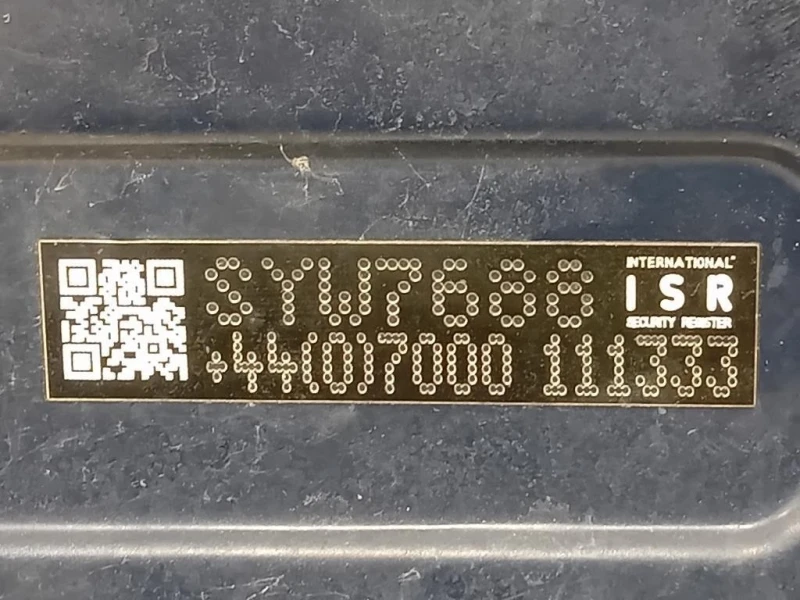 SYW7688
+44(0)7000 111333
INTERNATIONAL
ISR
SECURITY REGISTER